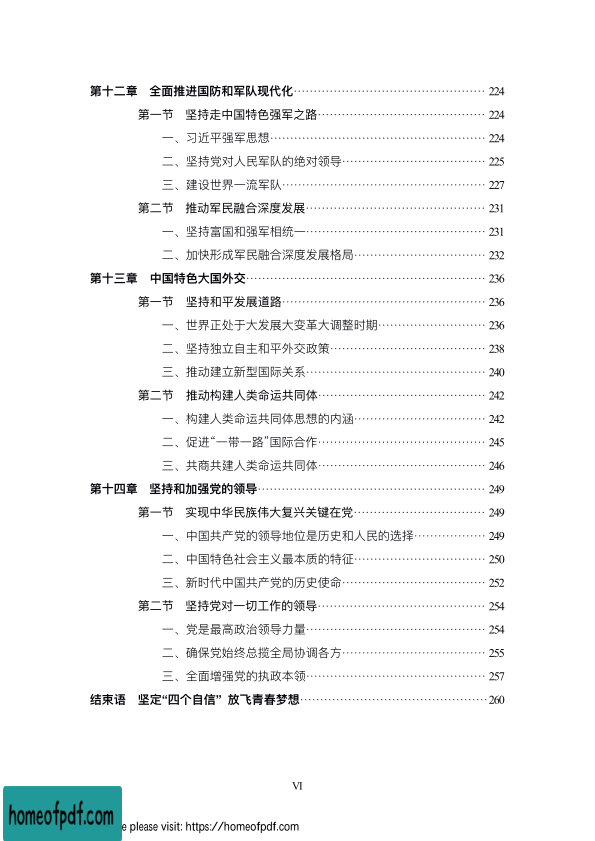 第十二章　全面推进国防和军队现代化 224
第一节　坚持走中国特色强军之路 224
一、习近平强军思想 224
二、坚持党对人民军队的绝对领导 225
三、建设世界一流军队 227
第二节　推动军民融合深度发展 231
一、坚持富国和强军相统一 231
二、加快形成军民融合深度发展格局 232
第十三章　中国特色大国外交 236
第一节　坚持和平发展道路 236
一、世界正处于大发展大变革大调整时期 236
二、坚持独立自主和平外交政策 238
三、推动建立新型国际关系 240
第二节　推动构建人类命运共同体 242
一、构建人类命运共同体思想的内涵 242
二、促进“一带一路”国际合作 245
三、共商共建人类命运共同体 246
第十四章　坚持和加强党的领导 249
第一节　实现中华民族伟大复兴关键在党 249
一、中国共产党的领导地位是历史和人民的选择 249
二、中国特色社会主义最本质的特征 250
三、新时代中国共产党的历史使命 252
第二节　坚持党对一切工作的领导 254
一、党是最高政治领导力量 254
二、确保党始终总揽全局协调各方 255
三、全面增强党的执政本领 257
结束语　坚定“四个自信” 放飞青春梦想 260
VI
homeofpdf.com
e please visit: https://homeofpdf.com